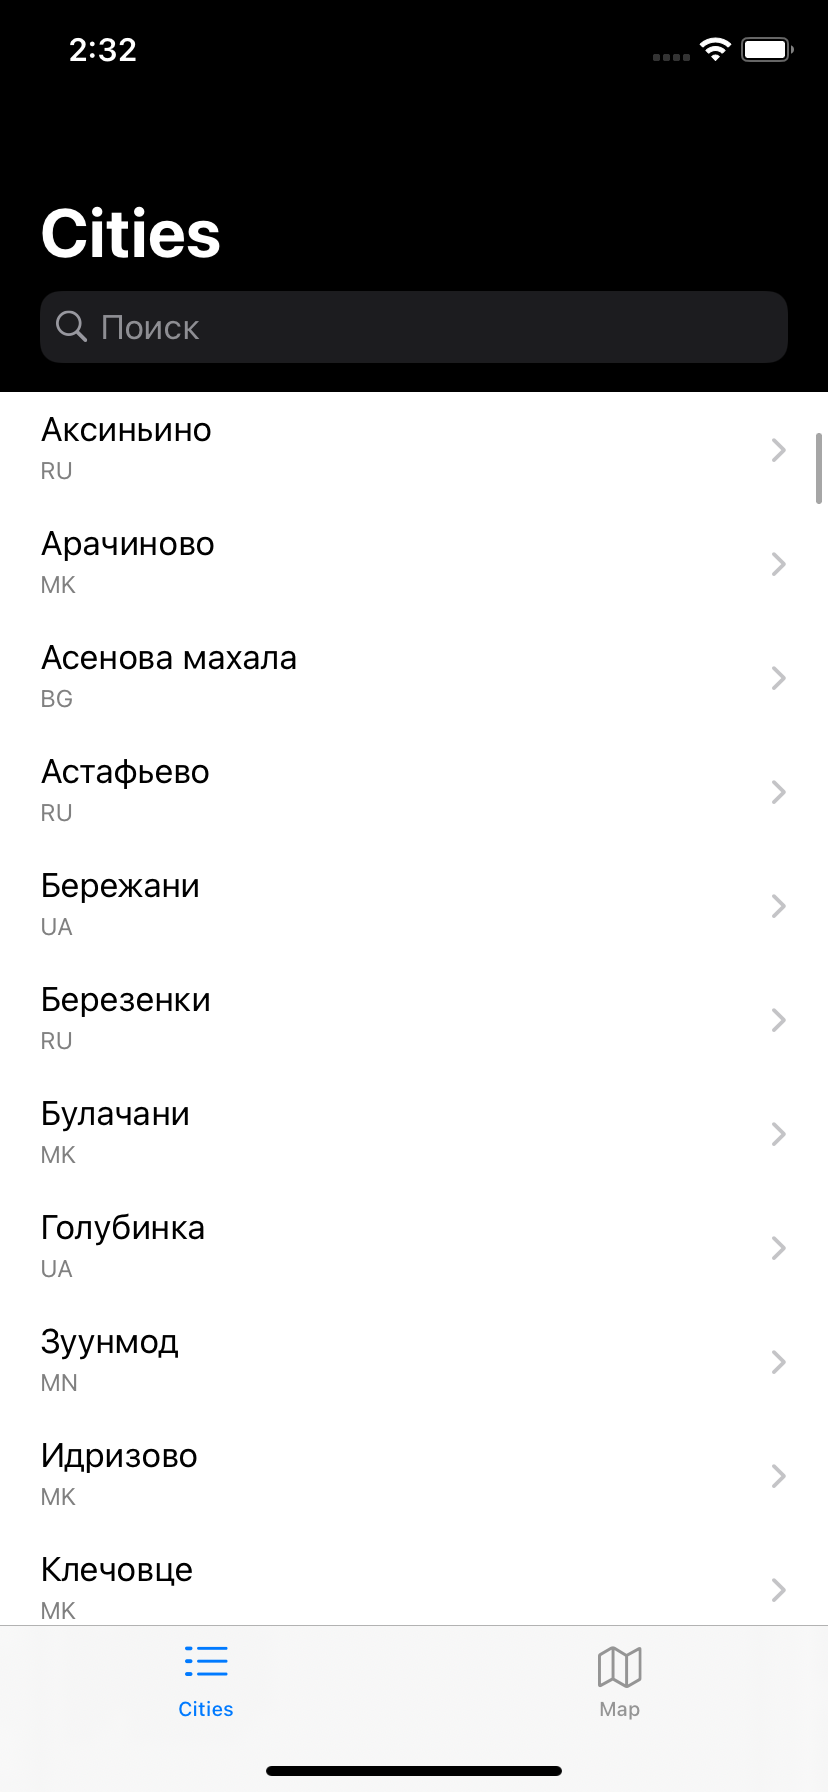 2:32
Cities
Поиск
Аксиньино
RU
Арачиново
MK
Асенова махала
BG
Астафьево
RU
Бережани
UA
Березенки
RU
Булачани
MK
Голубинка
UA
Зуунмод
MN
Идризово
MK
Клечовце
MK
Cities
Map